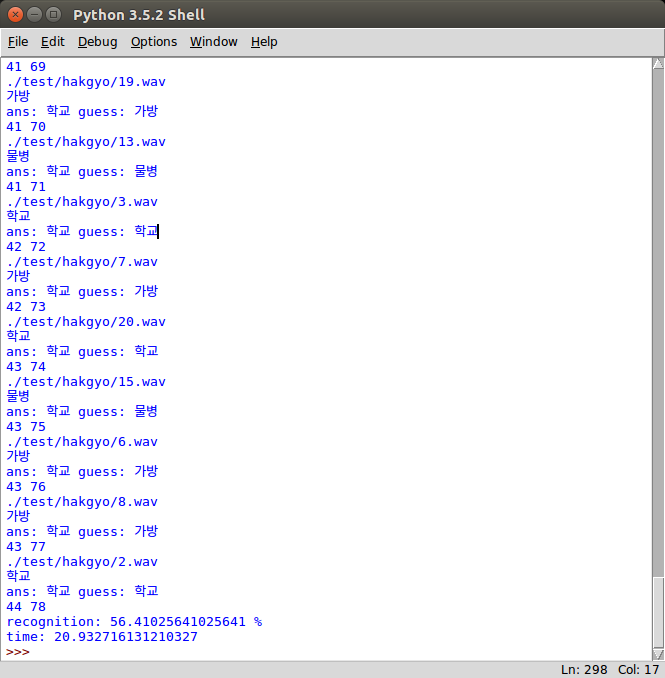 Python 3.5.2 Shell
File Edit Debug Options Window Help
41 69
./test/hakgyo/19.wav
가방
ans: 학교 guess: 가방
41 70
./test/hakgyo/13.wav
물병
ans: 학교 guess: 물병
41 71
./test/hakgyo/3.wav
학교
ans: 학교 guess: 학교
42 72
./test/hakgyo/7.wav
가방
ans: 학교 guess: 가방
42 73
./test/hakgyo/20.wav
학교
ans: 학교 guess: 학교
43 74
./test/hakgyo/15.wav
물병
ans: 학교 guess: 물병
43 75
./test/hakgyo/6.wav
가방
ans: 학교 guess: 가방
43 76
./test/hakgyo/8.wav
가방
ans: 학교 guess: 가방
43 77
./test/hakgyo/2.wav
학교
ans: 학교 guess: 학교
44 78
recognition: 56.41025641025641 %
time: 20.932716131210327
>>>
Ln: 298 Col: 17